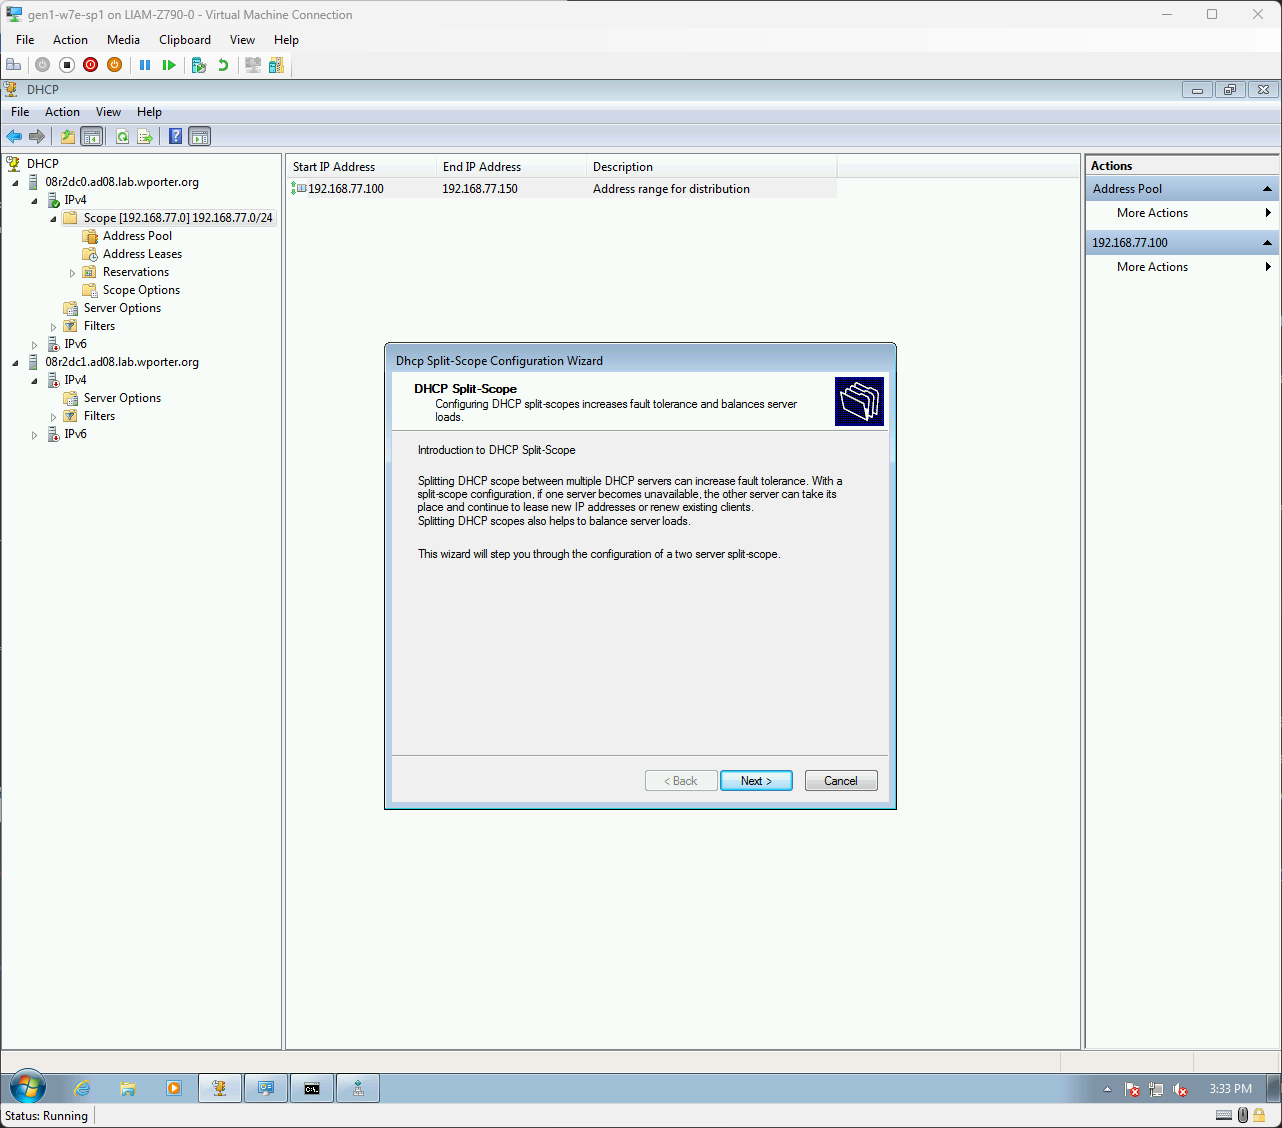 gen1-w7e-sp1 on LIAM-Z790-0 - Virtual Machine Connection
File Action Media Clipboard View Help
DHCP
File Action View Help
DHCP
08r2dc0.ad08.lab.wporter.org
IPv4
Scope [192.168.77.0] 192.168.77.0/24
Address Pool
Address Leases
Reservations
Scope Options
Server Options
Filters
IPv6
08r2dc1.ad08.lab.wporter.org
IPv4
Server Options
Filters
IPv6
Start IP Address End IP Address Description
192.168.77.100 192.168.77.150 Address range for distribution
Actions
Address Pool
More Actions
192.168.77.100
More Actions
Dhcp Split-Scope Configuration Wizard
DHCP Split-Scope
Configuring DHCP split-scopes increases fault tolerance and balances server
loads.
Introduction to DHCP Split-Scope
Splitting DHCP scope between multiple DHCP servers can increase fault tolerance. With a
split-scope configuration, if one server becomes unavailable, the other server can take its
place and continue to lease new IP addresses or renew existing clients.
Splitting DHCP scopes also helps to balance server loads.
This wizard will step you through the configuration of a two server split-scope.
< Back Next > Cancel
C:\.
3:33 PM
Status: Running